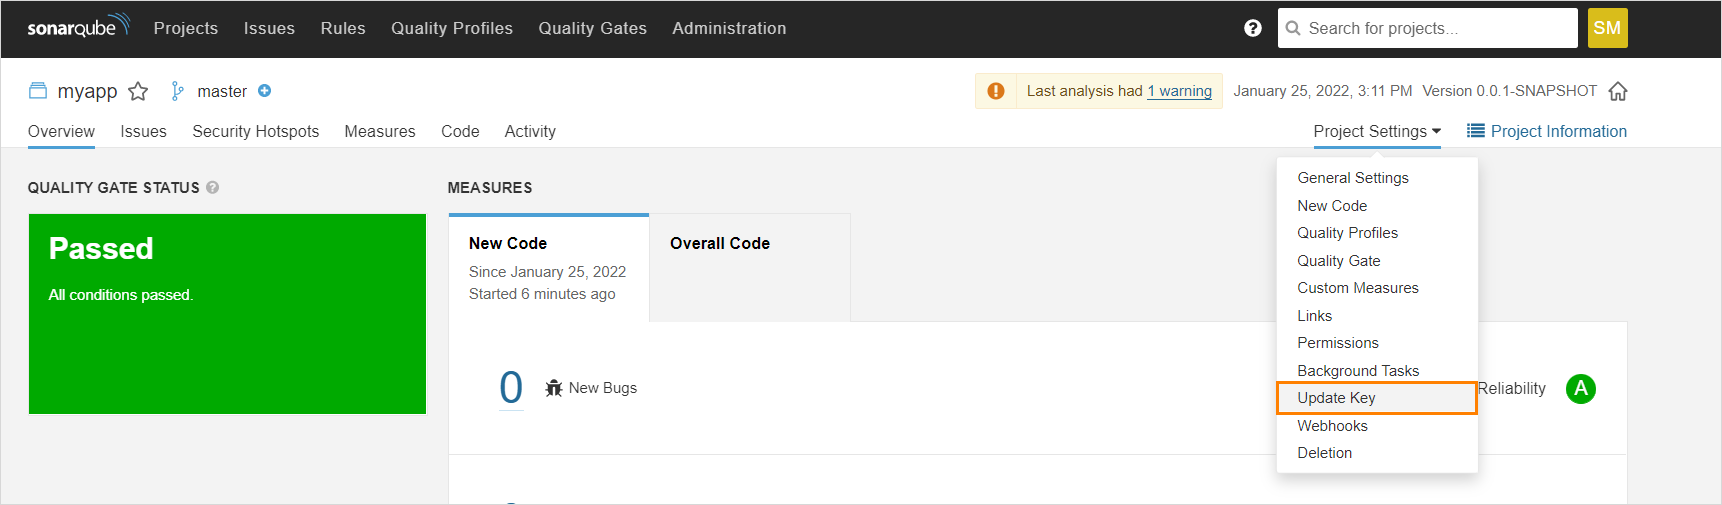 sonarqube Projects Issues Rules Quality Profiles Quality Gates Administration ? Search for projects... SM
myapp master Last analysis had 1 warning January 25, 2022, 3:11 PM Version 0.0.1-SNAPSHOT
Overview Issues Security Hotspots Measures Code Activity Project Settings Project Information
General Settings
New Code
Quality Profiles
Quality Gate
Custom Measures
Links
Permissions
Background Tasks
Update Key
Webhooks
Deletion
QUALITY GATE STATUS ?
Passed
All conditions passed.
MEASURES
New Code
Since January 25, 2022
Started 6 minutes ago
Overall Code
0 New Bugs Reliability A